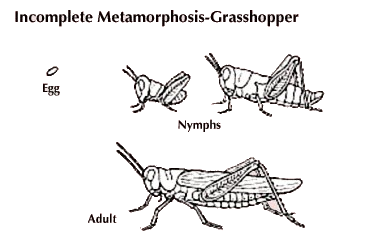 Incomplete Metamorphosis-Grasshopper
Egg
Nymphs
Adult